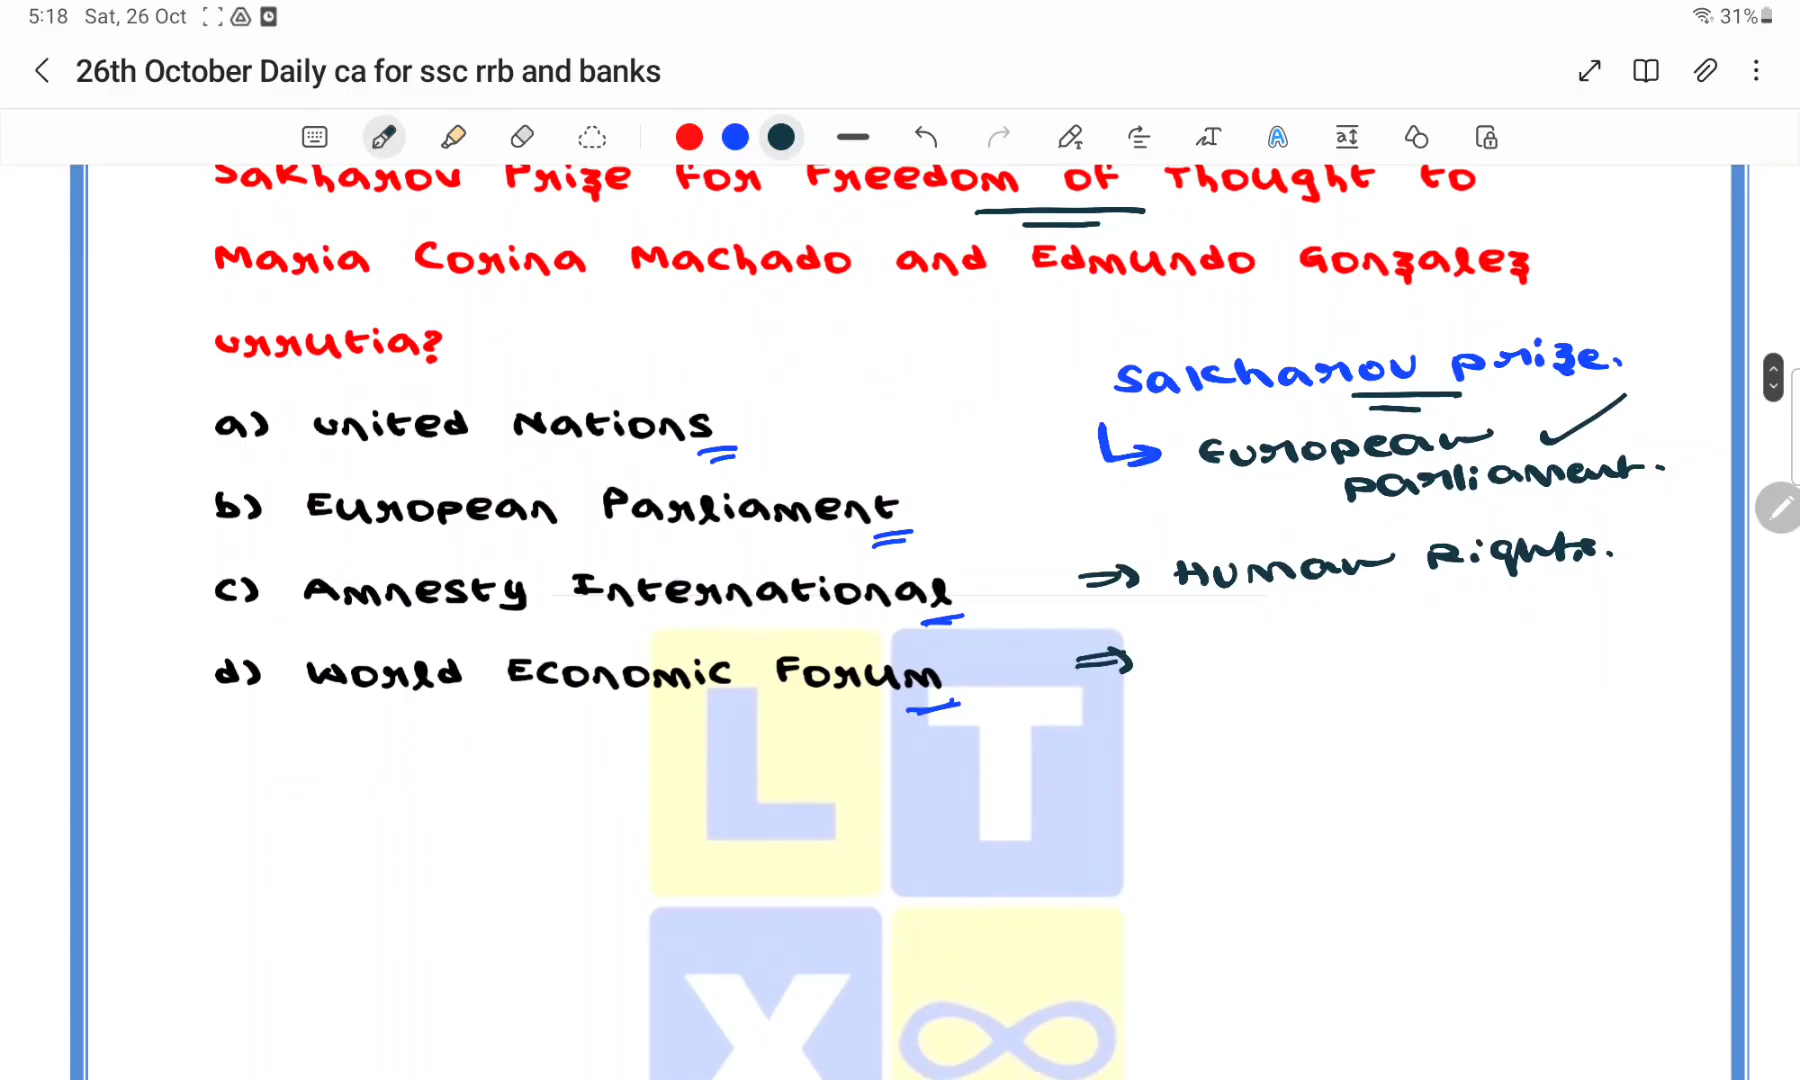 5:18 Sat, 26 Oct
31%
26th October Daily ca for ssc rrb and banks
Sakharov Prize for Freedom of Thought to
Maria Corina Machado and Edmundo Gonzalez
urrutia?
Sakharov prize.
a) United Nations
European
parliament.
b) European Parliament
Human Rights.
c) Amnesty International
d) World Economic Forum
L T
X ∞